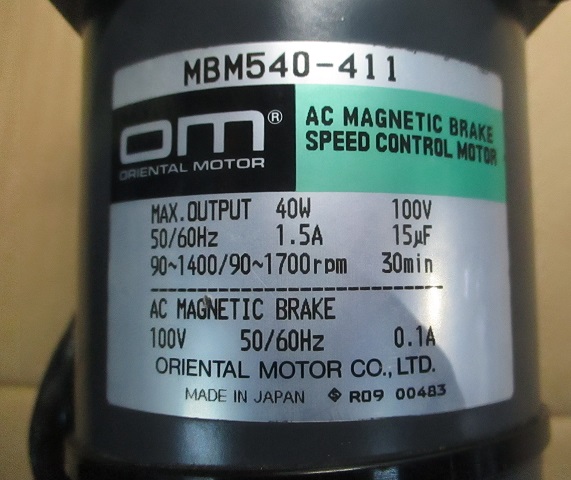 MBM540-411
om®
ORIENTAL MOTOR
AC MAGNETIC BRAKE
SPEED CONTROL MOTOR
MAX.OUTPUT 40W 100V
50/60Hz 1.5A 15µF
90~1400/90~1700rpm 30min
AC MAGNETIC BRAKE
100V 50/60Hz 0.1A
ORIENTAL MOTOR CO., LTD.
MADE IN JAPAN Ⓢ R09 00483